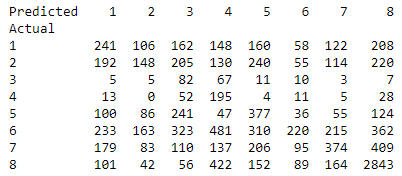 Predicted 1 2 3 4 5 6 7 8
Actual
1 241 106 162 148 160 58 122 208
2 192 148 205 130 240 55 114 220
3 5 5 82 67 11 10 3 7
4 13 0 52 195 4 11 5 28
5 100 86 241 47 377 36 55 124
6 233 163 323 481 310 220 215 362
7 179 83 110 137 206 95 374 409
8 101 42 56 422 152 89 164 2843